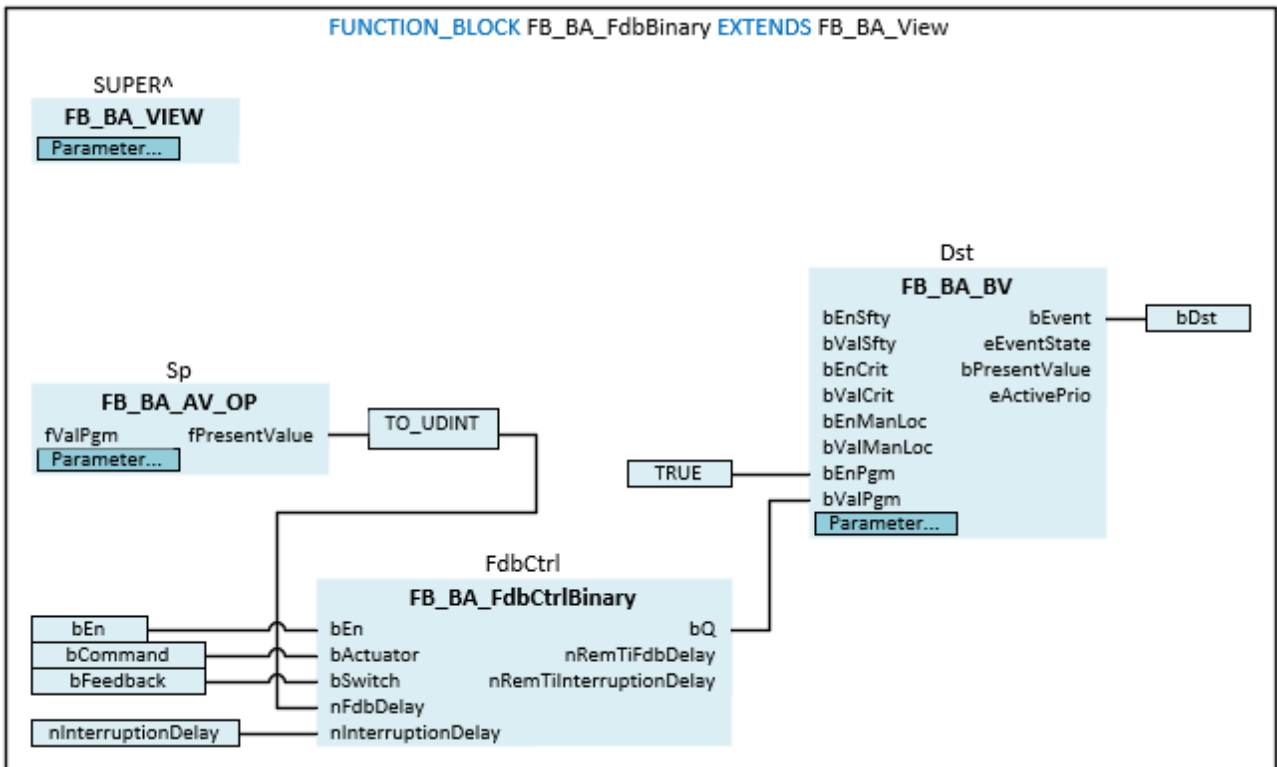 FUNCTION_BLOCK FB_BA_FdbBinary EXTENDS FB_BA_View
SUPER^
FB_BA_VIEW
Parameter...
Dst
FB_BA_BV
bEnSfty bEvent bDst
bValSfty eEventState
bEnCrit bPresentValue
bValCrit eActivePrio
bEnManLoc
bValManLoc
TRUE bEnPgm
bValPgm
Parameter...
Sp
FB_BA_AV_OP
fValPgm fPresentValue TO_UDINT
Parameter...
FdbCtrl
FB_BA_FdbCtrlBinary
bEn bEn bQ
bCommand bActuator nRemTiFdbDelay
bFeedback bSwitch nRemTiInterruptionDelay
nFdbDelay
nInterruptionDelay nInterruptionDelay